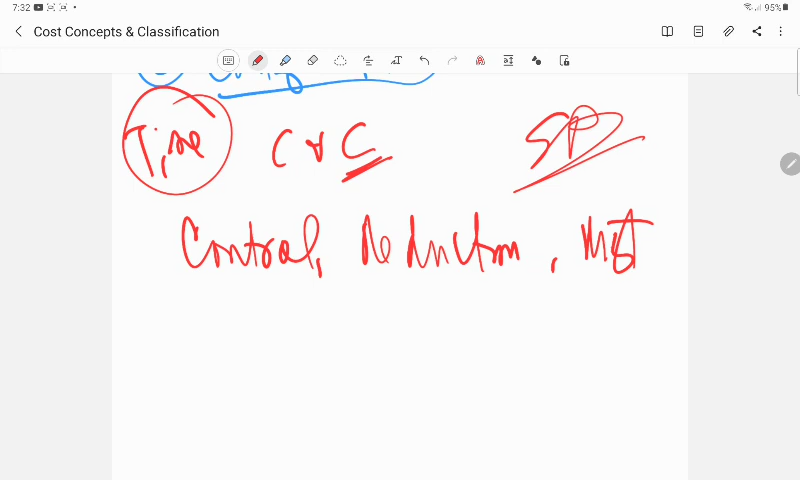 7:32 95%
Cost Concepts & Classification
Time C & C SP
Control, Reduction, Mgt